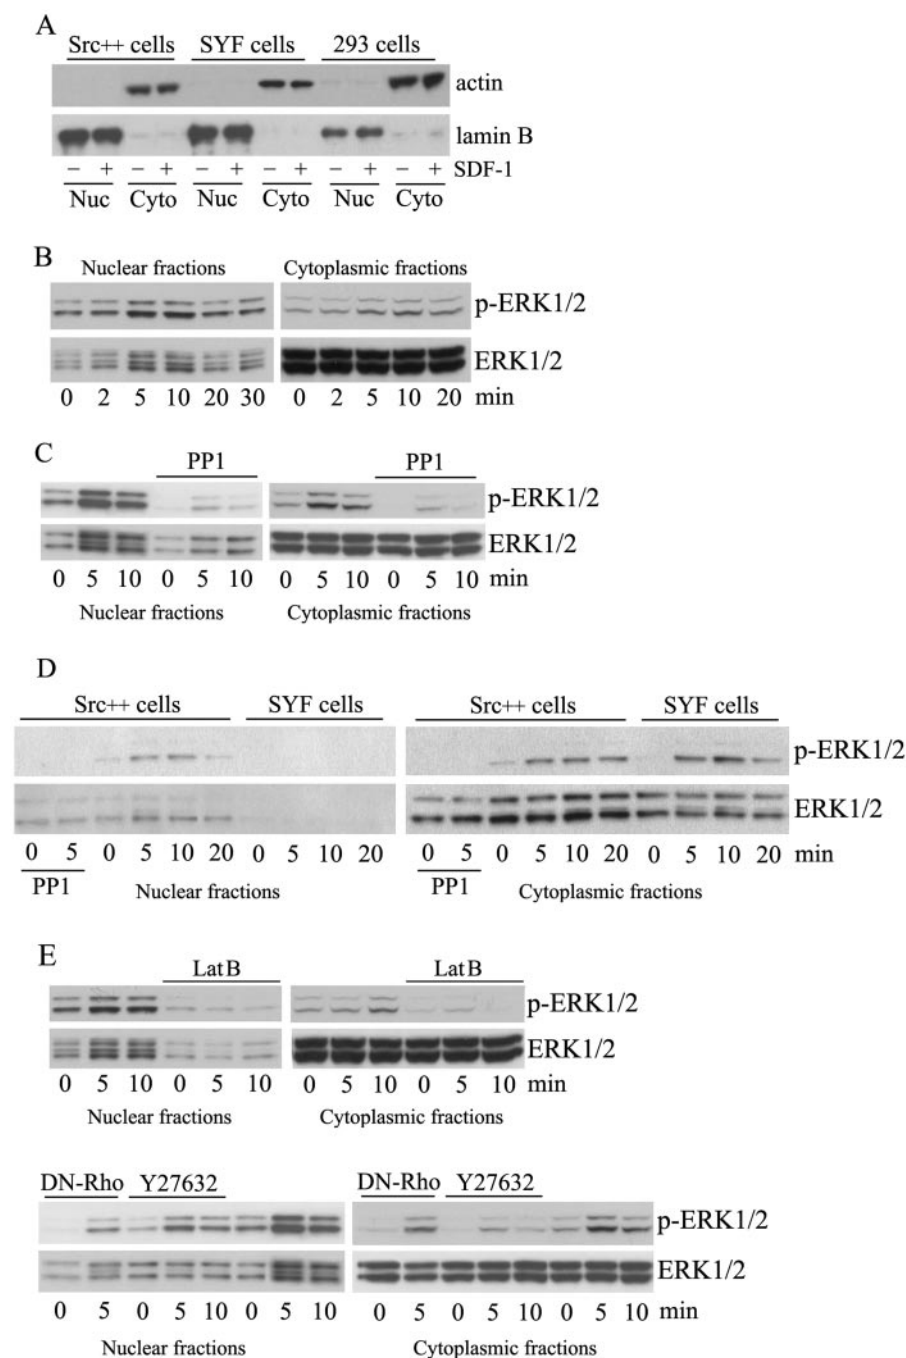 A
Src++ cells SYF cells 293 cells
actin
lamin B
– + – + – + – + – + – + SDF-1
Nuc Cyto Nuc Cyto Nuc Cyto
B
Nuclear fractions Cytoplasmic fractions
p-ERK1/2
ERK1/2
0 2 5 10 20 30 0 2 5 10 20 min
C
PP1 PP1
p-ERK1/2
ERK1/2
0 5 10 0 5 10 0 5 10 0 5 10 min
Nuclear fractions Cytoplasmic fractions
D
Src++ cells SYF cells Src++ cells SYF cells
p-ERK1/2
ERK1/2
0 5 0 5 10 20 0 5 10 20 0 5 0 5 10 20 0 5 10 20 min
PP1 Nuclear fractions PP1 Cytoplasmic fractions
E
LatB LatB
p-ERK1/2
ERK1/2
0 5 10 0 5 10 0 5 10 0 5 10 min
Nuclear fractions Cytoplasmic fractions
DN-Rho Y27632 DN-Rho Y27632
p-ERK1/2
ERK1/2
0 5 0 5 10 0 5 10 0 5 0 5 10 0 5 10 min
Nuclear fractions Cytoplasmic fractions